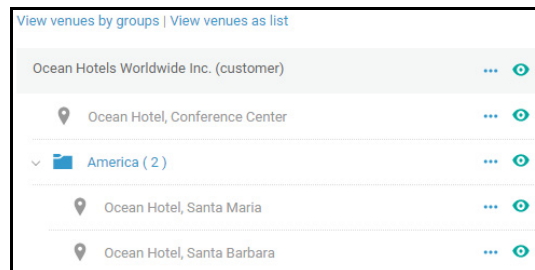 View venues by groups | View venues as list
Ocean Hotels Worldwide Inc. (customer)
Ocean Hotel, Conference Center
America ( 2 )
Ocean Hotel, Santa Maria
Ocean Hotel, Santa Barbara